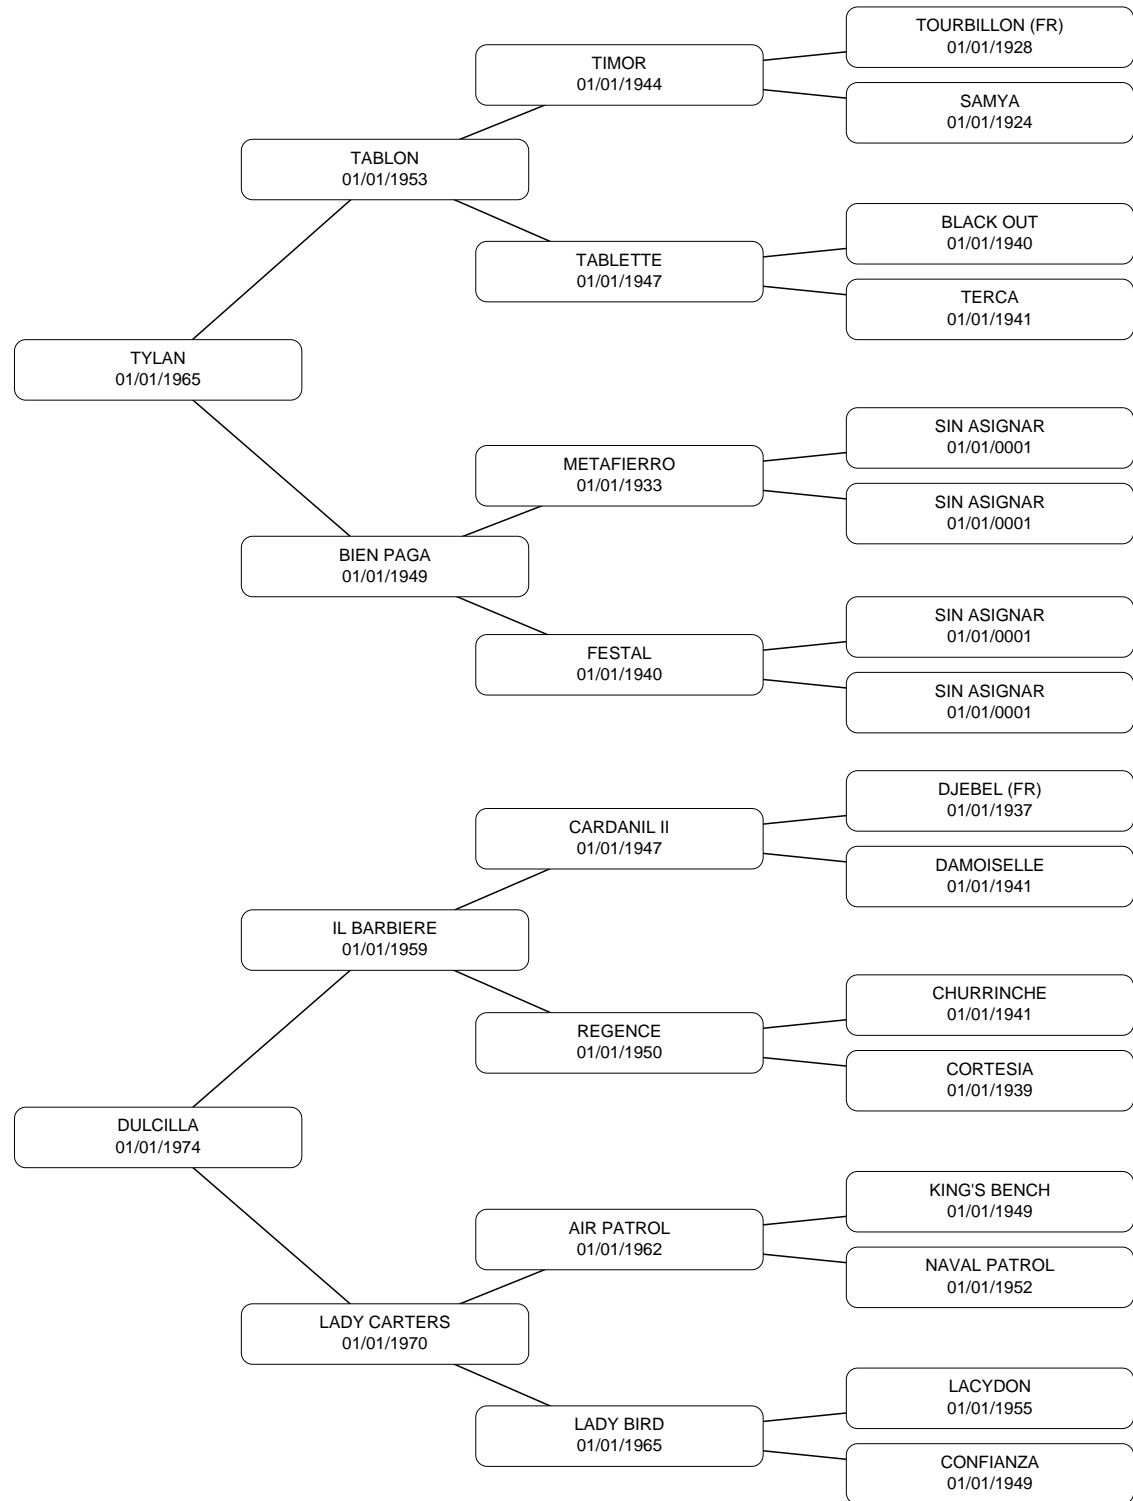 TOURBILLON (FR)
01/01/1928
TIMOR
01/01/1944
SAMYA
01/01/1924
TABLON
01/01/1953
BLACK OUT
01/01/1940
TABLETTE
01/01/1947
TERCA
01/01/1941
TYLAN
01/01/1965
SIN ASIGNAR
01/01/0001
METAFIERRO
01/01/1933
SIN ASIGNAR
01/01/0001
BIEN PAGA
01/01/1949
SIN ASIGNAR
01/01/0001
FESTAL
01/01/1940
SIN ASIGNAR
01/01/0001
DJEBEL (FR)
01/01/1937
CARDANIL II
01/01/1947
DAMOISELLE
01/01/1941
IL BARBIERE
01/01/1959
CHURRINCHE
01/01/1941
REGENCE
01/01/1950
CORTESIA
01/01/1939
DULCILLA
01/01/1974
KING'S BENCH
01/01/1949
AIR PATROL
01/01/1962
NAVAL PATROL
01/01/1952
LADY CARTERS
01/01/1970
LACYDON
01/01/1955
LADY BIRD
01/01/1965
CONFIANZA
01/01/1949